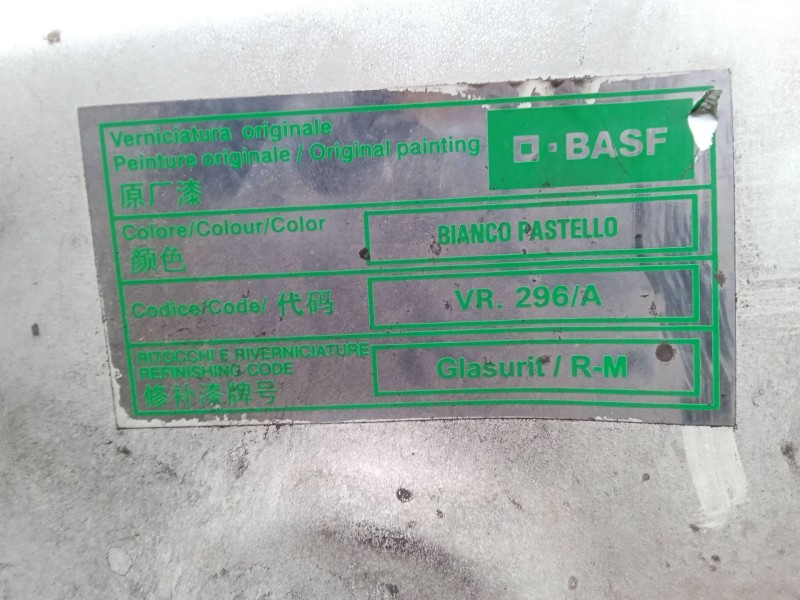 Verniciatura originale
Peinture originale / Original painting
原厂漆
BASF
Colore/Colour/Color
颜色
BIANCO PASTELLO
Codice/Code/ 代码
VR. 296/A
RITOCCHI E RIVERNICIATURE
REFINISHING CODE
修补漆牌号
Glasurit / R-M